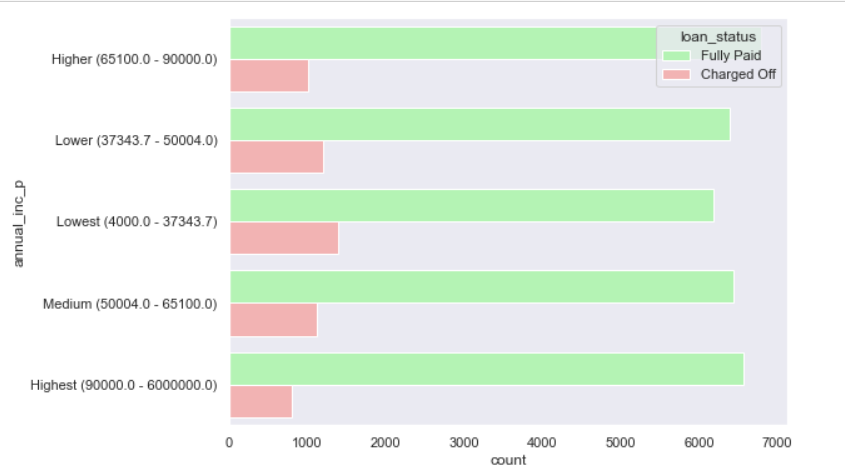 loan_status
Fully Paid
Charged Off
Higher (65100.0 - 90000.0)
Lower (37343.7 - 50004.0)
Lowest (4000.0 - 37343.7)
Medium (50004.0 - 65100.0)
Highest (90000.0 - 6000000.0)
annual_inc_p
0 1000 2000 3000 4000 5000 6000 7000
count